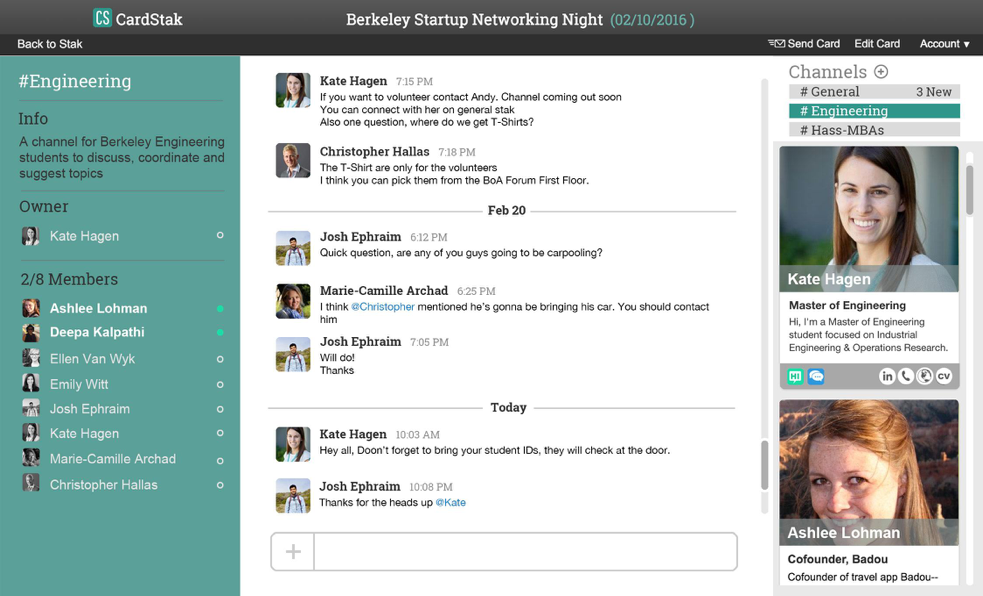 CS CardStak
Berkeley Startup Networking Night (02/10/2016 )
Back to Stak
Send Card Edit Card Account ▾
#Engineering
Info
A channel for Berkeley Engineering
students to discuss, coordinate and
suggest topics
Owner
Kate Hagen
2/8 Members
Ashlee Lohman
Deepa Kalpathi
Ellen Van Wyk
Emily Witt
Josh Ephraim
Kate Hagen
Marie-Camille Archad
Christopher Hallas
Kate Hagen 7:15 PM
If you want to volunteer contact Andy. Channel coming out soon
You can connect with her on general stak
Also one question, where do we get T-Shirts?
Christopher Hallas 7:18 PM
The T-Shirt are only for the volunteers
I think you can pick them from the BoA Forum First Floor.
Feb 20
Josh Ephraim 6:12 PM
Quick question, are any of you guys going to be carpooling?
Marie-Camille Archad 6:25 PM
I think @Christopher mentioned he's gonna be bringing his car. You should contact
him
Josh Ephraim 7:05 PM
Will do!
Thanks
Today
Kate Hagen 10:03 AM
Hey all, Doon't forget to bring your student IDs, they will check at the door.
Josh Ephraim 10:08 PM
Thanks for the heads up @Kate
+
Channels
# General 3 New
# Engineering
# Hass-MBAs
Kate Hagen
Master of Engineering
Hi, I'm a Master of Engineering
student focused on Industrial
Engineering & Operations Research.
HI in CV
Ashlee Lohman
Cofounder, Badou
Cofounder of travel app Badou--